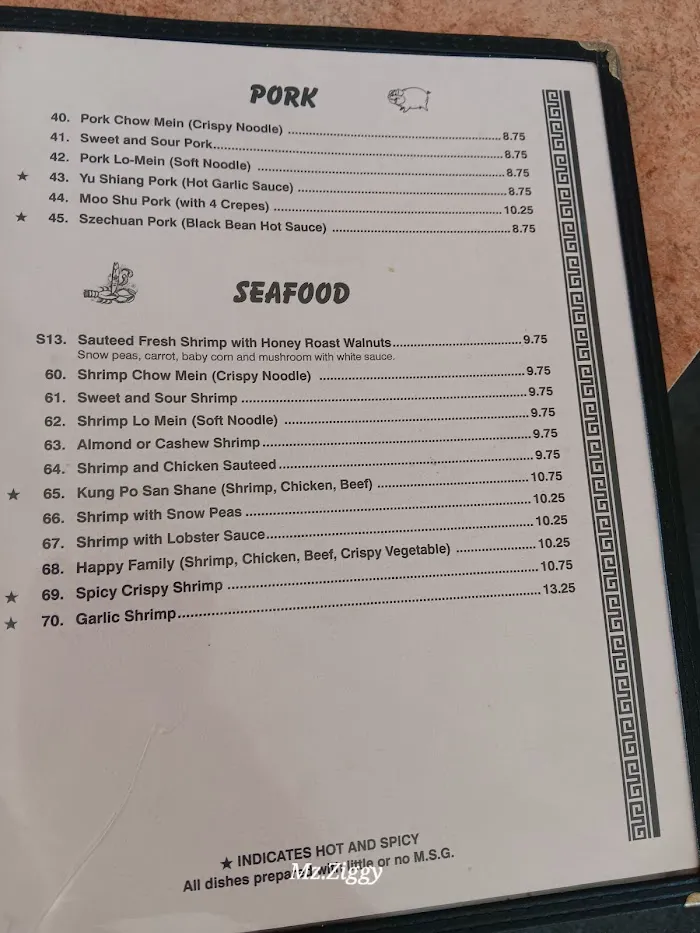 PORK
40. Pork Chow Mein (Crispy Noodle) ........ 8.75
41. Sweet and Sour Pork........ 8.75
42. Pork Lo-Mein (Soft Noodle) ........ 8.75
★ 43. Yu Shiang Pork (Hot Garlic Sauce) ........ 8.75
44. Moo Shu Pork (with 4 Crepes) ........ 10.25
★ 45. Szechuan Pork (Black Bean Hot Sauce) ........ 8.75
SEAFOOD
S13. Sauteed Fresh Shrimp with Honey Roast Walnuts........ 9.75
Snow peas, carrot, baby corn and mushroom with white sauce.
60. Shrimp Chow Mein (Crispy Noodle) ........ 9.75
61. Sweet and Sour Shrimp ........ 9.75
62. Shrimp Lo Mein (Soft Noodle) ........ 9.75
63. Almond or Cashew Shrimp ........ 9.75
64. Shrimp and Chicken Sauteed ........ 9.75
★ 65. Kung Po San Shane (Shrimp, Chicken, Beef) ........ 10.75
66. Shrimp with Snow Peas ........ 10.25
67. Shrimp with Lobster Sauce........ 10.25
68. Happy Family (Shrimp, Chicken, Beef, Crispy Vegetable) ........ 10.25
★ 69. Spicy Crispy Shrimp ........ 10.75
★ 70. Garlic Shrimp........ 13.25
★ INDICATES HOT AND SPICY
All dishes prepared with little or no M.S.G.
Mz.Ziggy